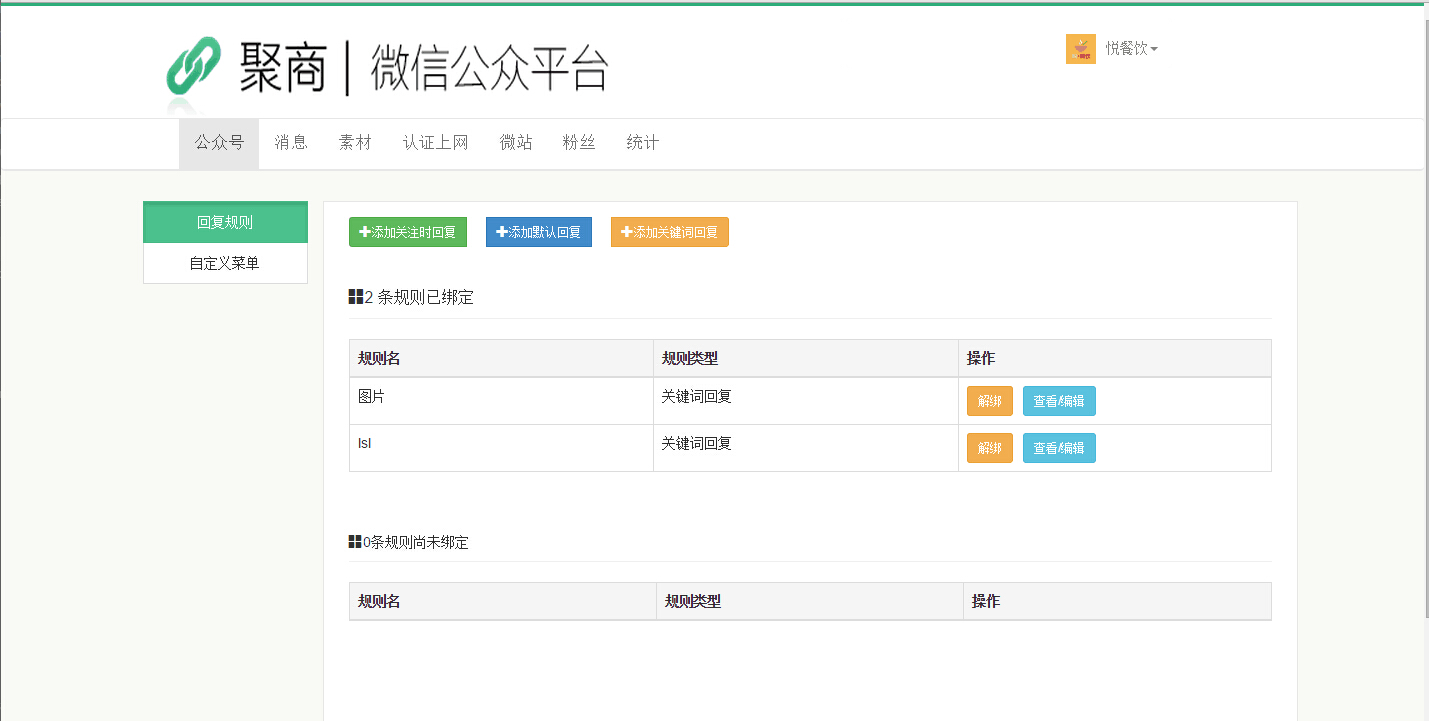 聚商 | 微信公众平台
悦餐饮
公众号 消息 素材 认证上网 微站 粉丝 统计
回复规则
自定义菜单
添加关注时回复 添加默认回复 添加关键词回复
2 条规则已绑定
规则名 规则类型 操作
图片 关键词回复 解绑 查看/编辑
lsl 关键词回复 解绑 查看/编辑
0条规则尚未绑定
规则名 规则类型 操作